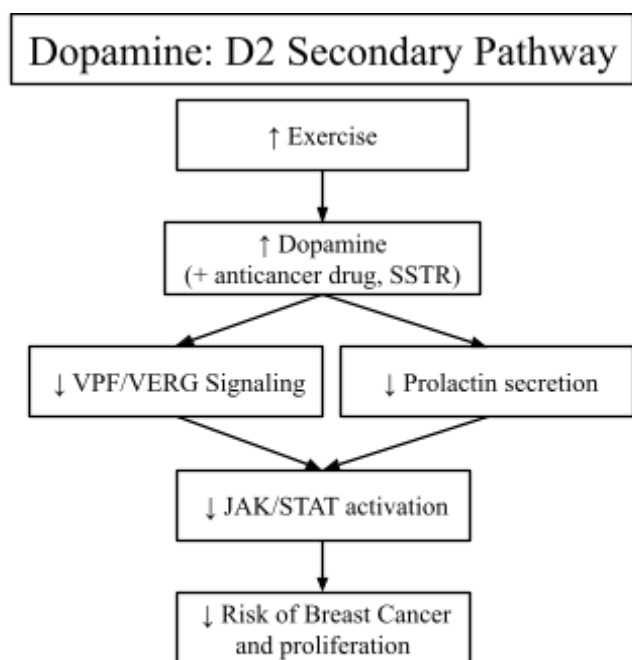 Dopamine: D2 Secondary Pathway
↑ Exercise
↑ Dopamine
(+ anticancer drug, SSTR)
↓ VPF/VERG Signaling
↓ Prolactin secretion
↓ JAK/STAT activation
↓ Risk of Breast Cancer
and proliferation